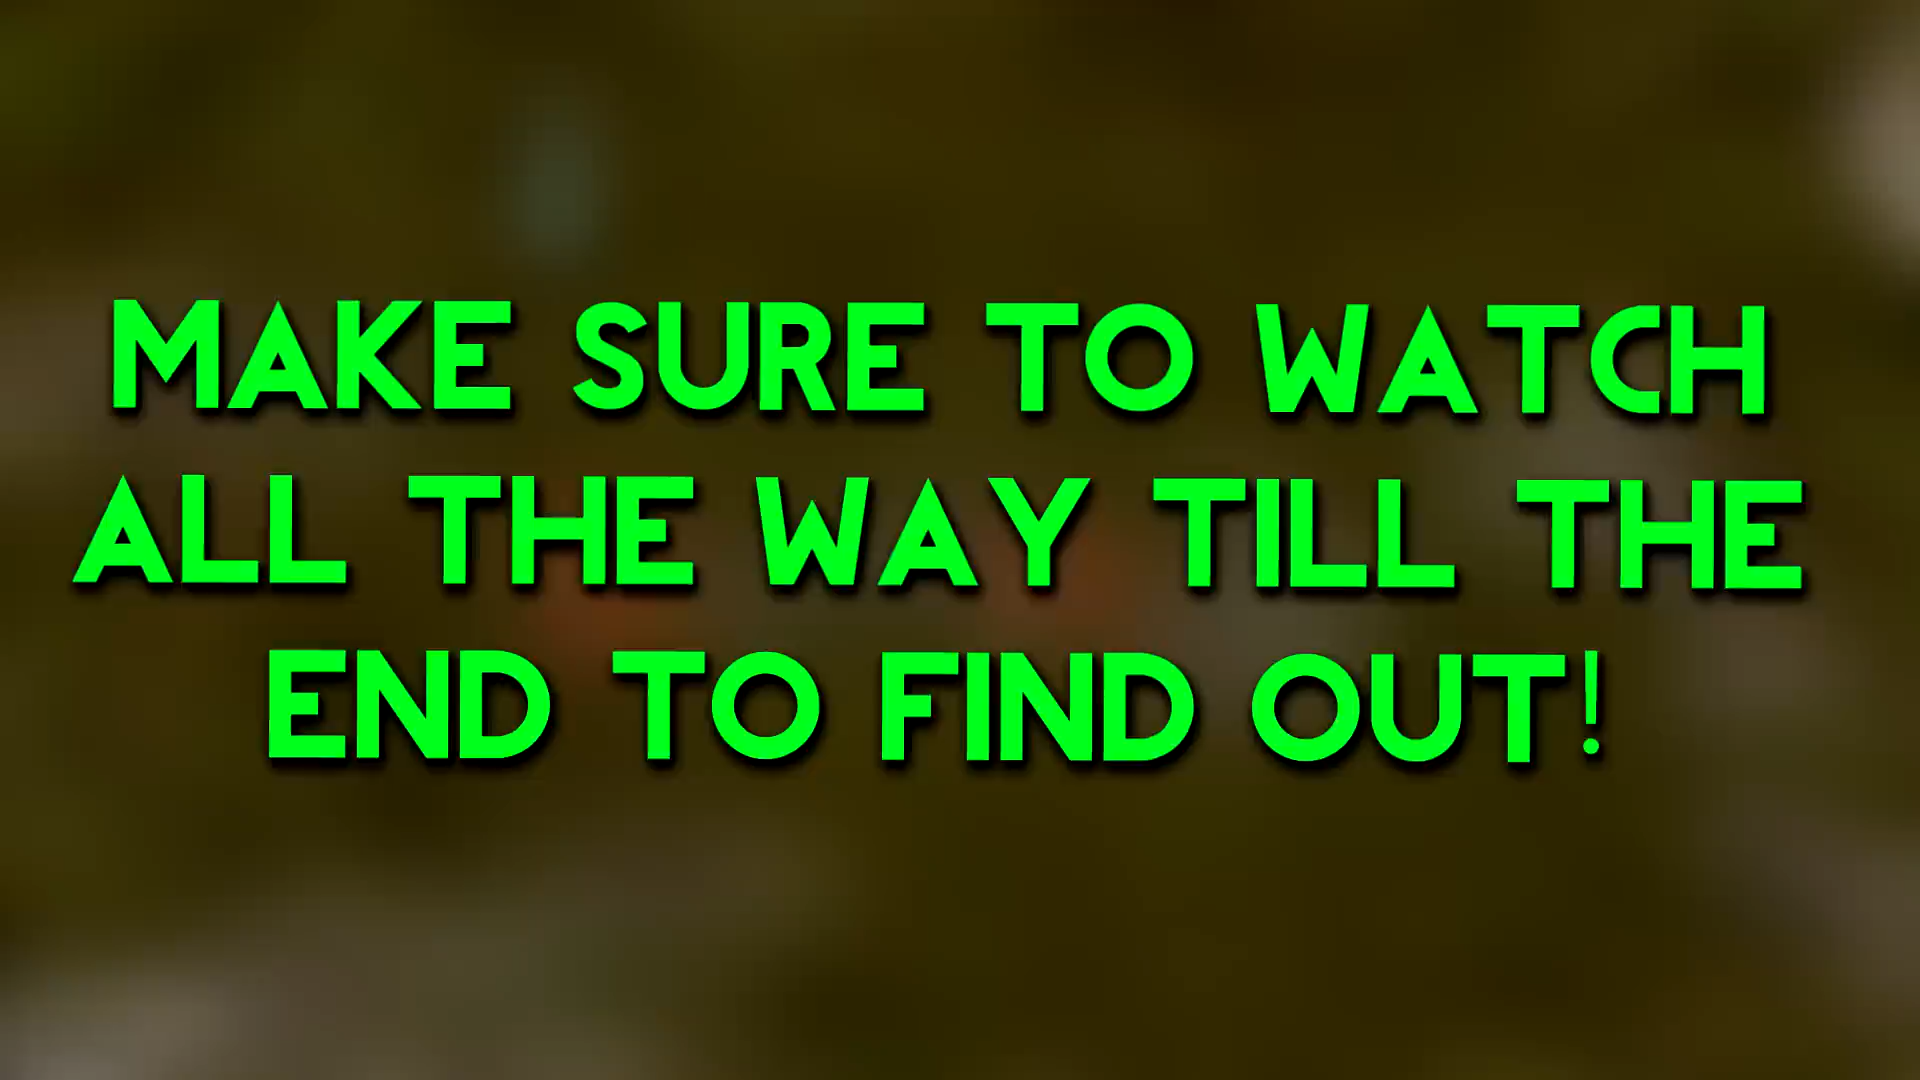 MAKE SURE TO WATCH
ALL THE WAY TILL THE
END TO FIND OUT!